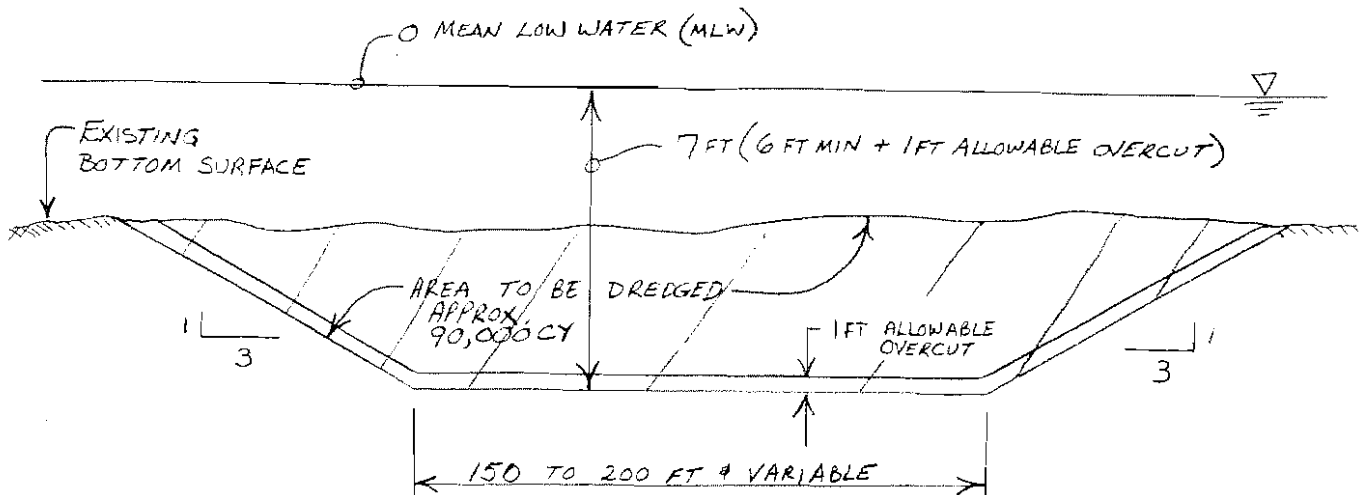 0 MEAN LOW WATER (MLW)
EXISTING
BOTTOM SURFACE
7 FT (6 FT MIN + 1 FT ALLOWABLE OVERCUT)
AREA TO BE DREDGED
APPROX.
90,000 CY
1 FT ALLOWABLE
OVERCUT
1
3
1
3
150 TO 200 FT & VARIABLE